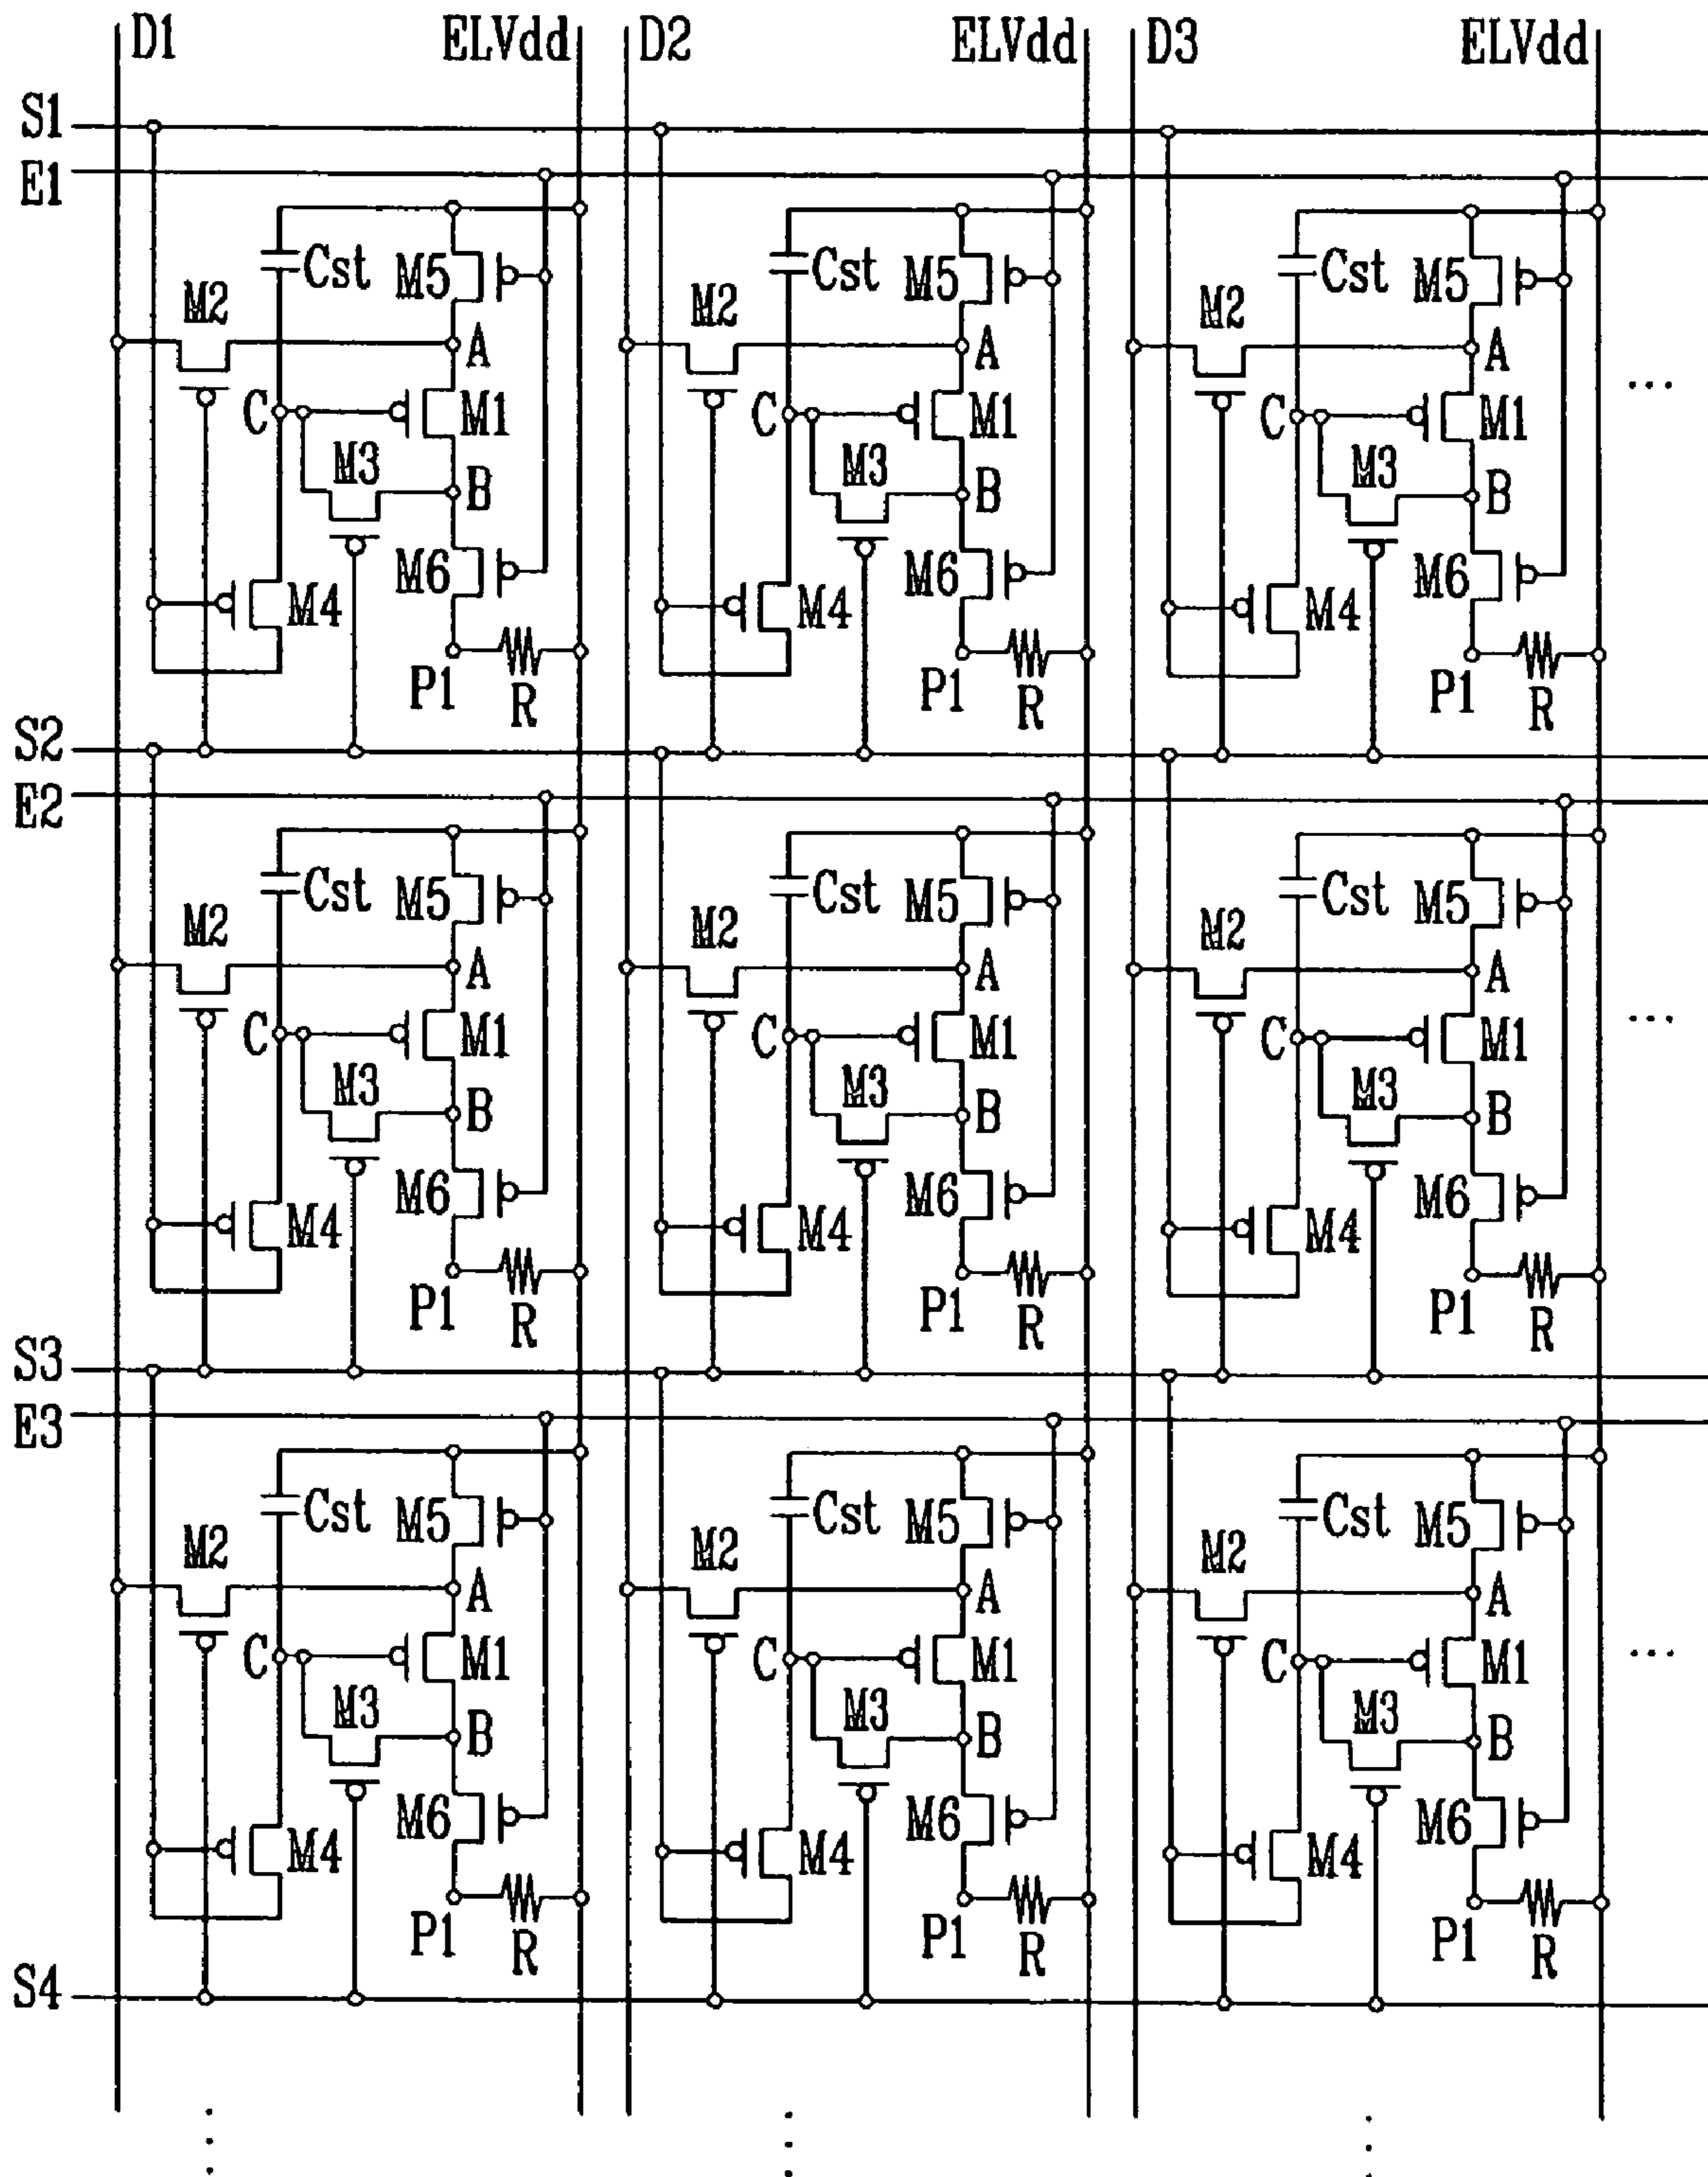 D1 ELVdd D2 ELVdd D3 ELVdd
S1
E1
Cst M5 Cst M5 Cst M5
M2 M2 M2
A A A
...
C M1 C M1 C M1
M3 M3 M3
B B B
M6 M6 M6
M4 M4 M4
P1 R P1 R P1 R
S2
E2
Cst M5 Cst M5 Cst M5
M2 M2 M2
A A A
...
C M1 C M1 C M1
M3 M3 M3
B B B
M6 M6 M6
M4 M4 M4
P1 R P1 R P1 R
S3
E3
Cst M5 Cst M5 Cst M5
M2 M2 M2
A A A
C M1 C M1 C M1
...
M3 M3 M3
B B B
M6 M6 M6
M4 M4 M4
P1 R P1 R P1 R
S4